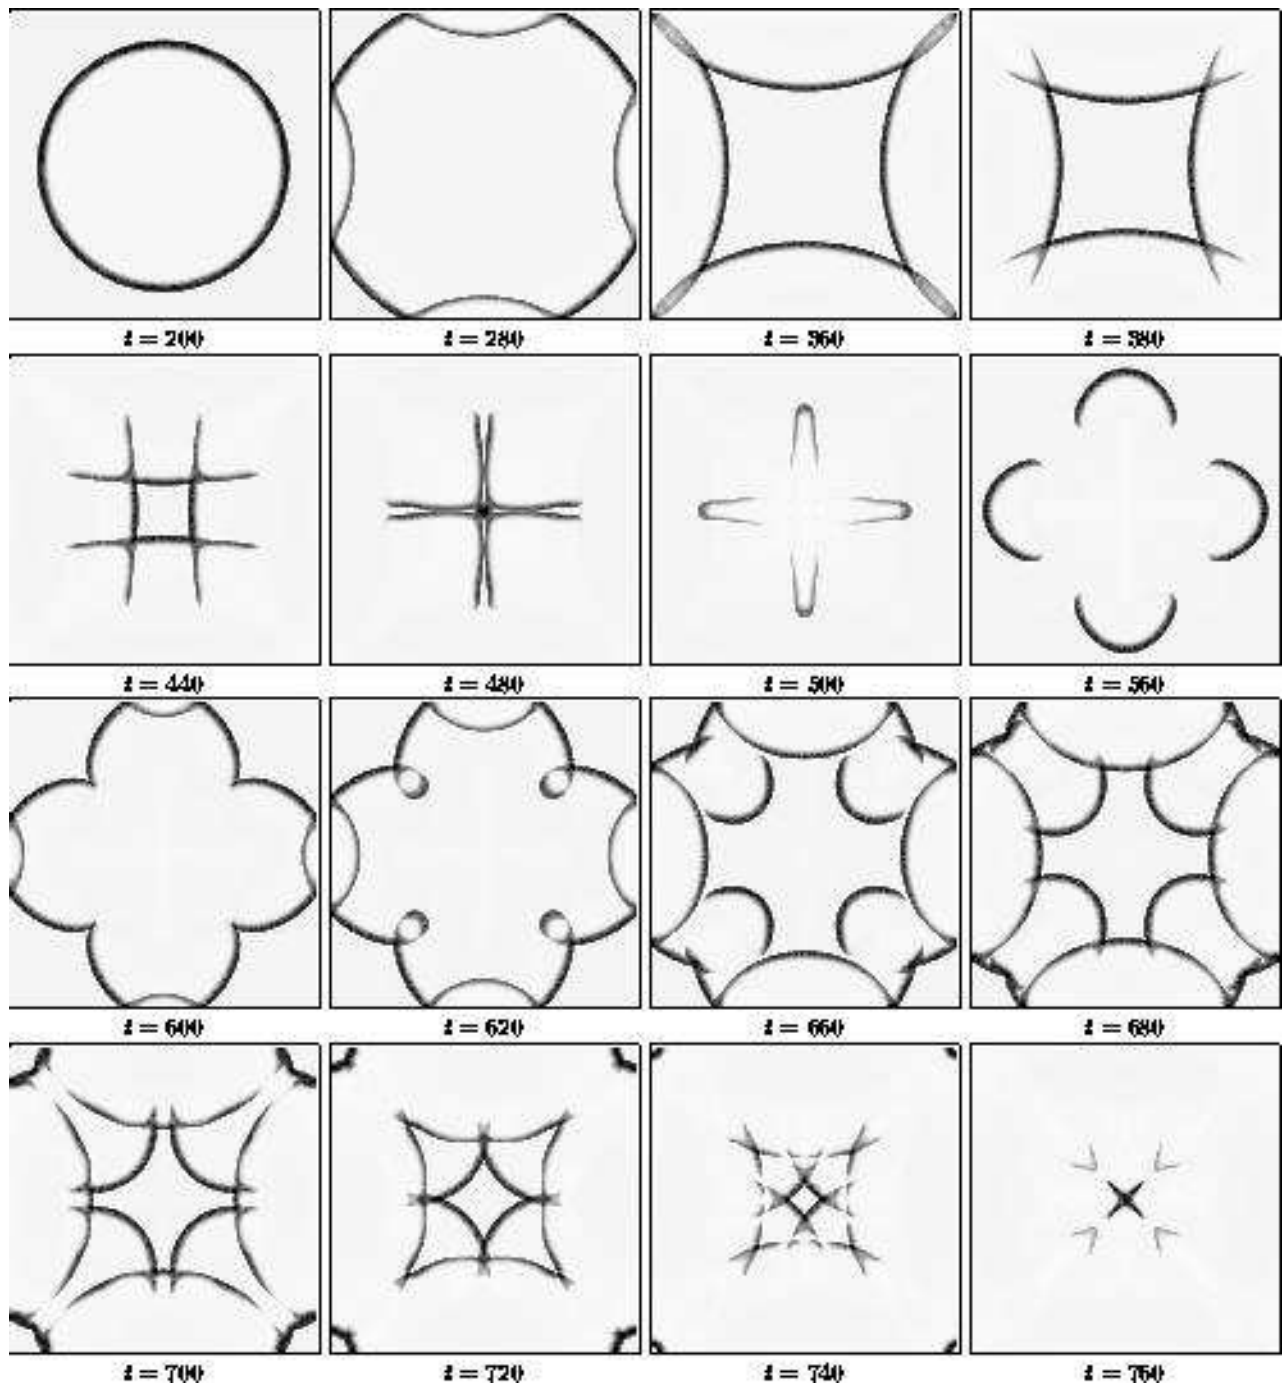 t = 200 t = 280 t = 360 t = 380
t = 440 t = 480 t = 500 t = 560
t = 600 t = 620 t = 660 t = 680
t = 700 t = 720 t = 740 t = 760